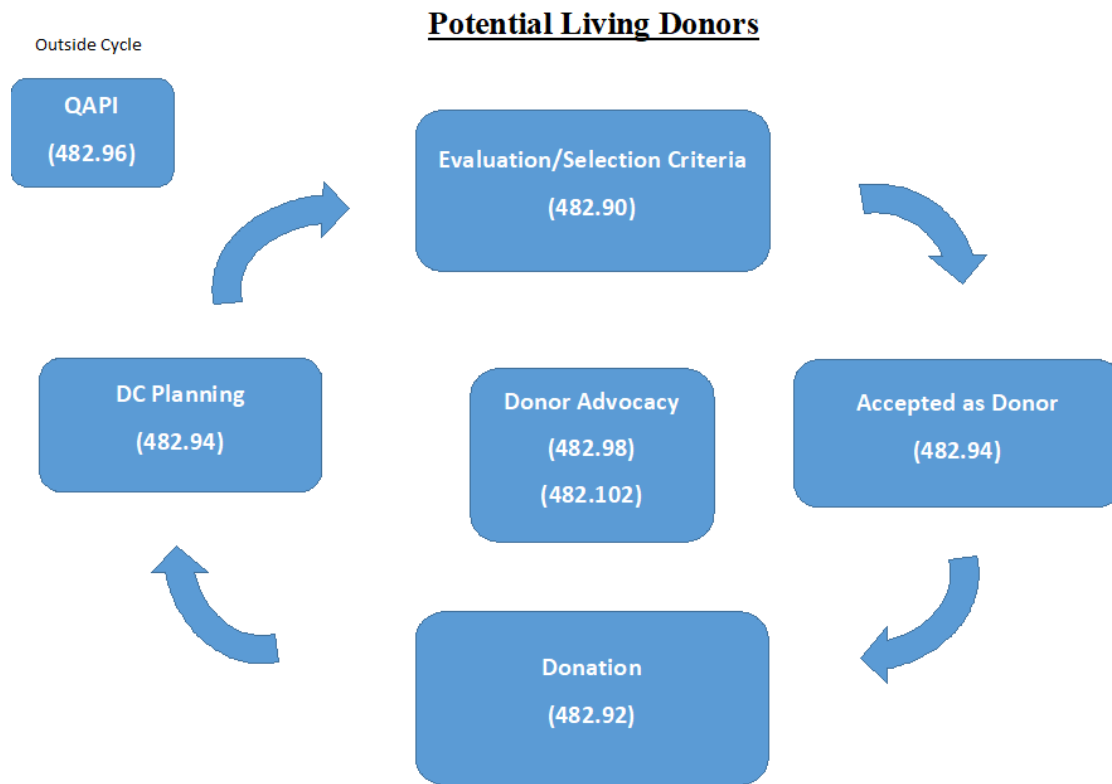 Potential Living Donors
Outside Cycle
QAPI
(482.96)
Evaluation/Selection Criteria
(482.90)
DC Planning
(482.94)
Donor Advocacy
(482.98)
(482.102)
Accepted as Donor
(482.94)
Donation
(482.92)